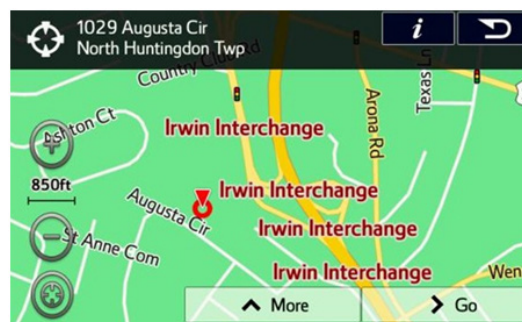 1029 Augusta Cir
North Huntingdon Twp
i
Country Club Rd
Texas Ln
Ashton Ct
Irwin Interchange
Arona Rd
850ft
Irwin Interchange
Augusta Cir
Irwin Interchange
St Anne Com
Irwin Interchange
Wen
More
Go